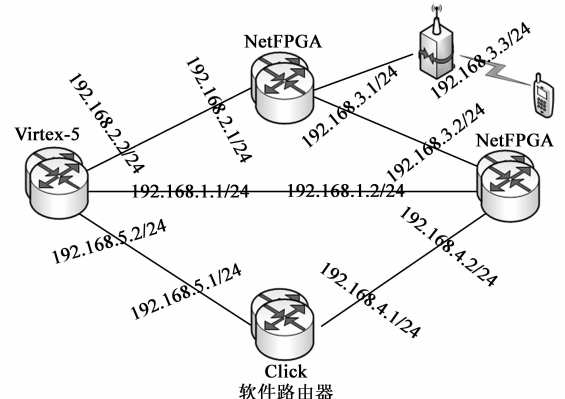 NetFPGA
192.168.3.3/24
192.168.2.2/24
192.168.2.1/24
192.168.3.1/24
Virtex-5
192.168.3.2/24
NetFPGA
192.168.1.1/24
192.168.1.2/24
192.168.5.2/24
192.168.4.2/24
192.168.5.1/24
192.168.4.1/24
Click
软件路由器